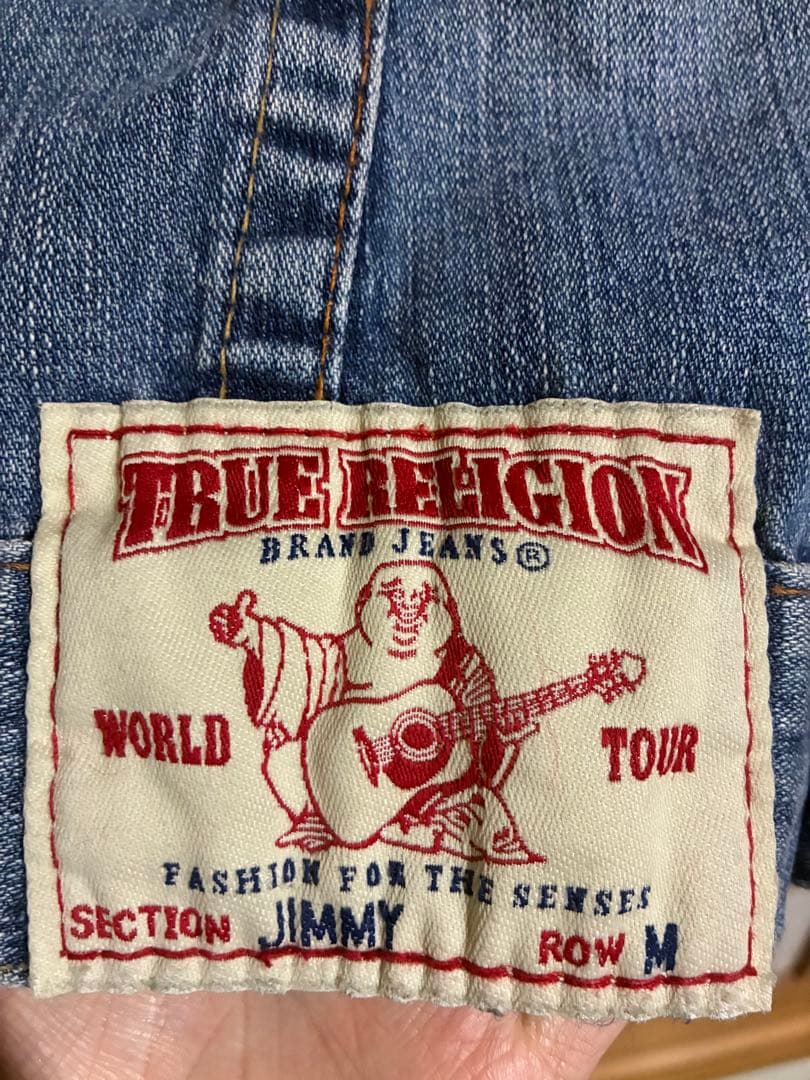 TRUE RELIGION
BRAND JEANS®
WORLD TOUR
FASHION FOR THE SENSES
SECTION JIMMY ROW M